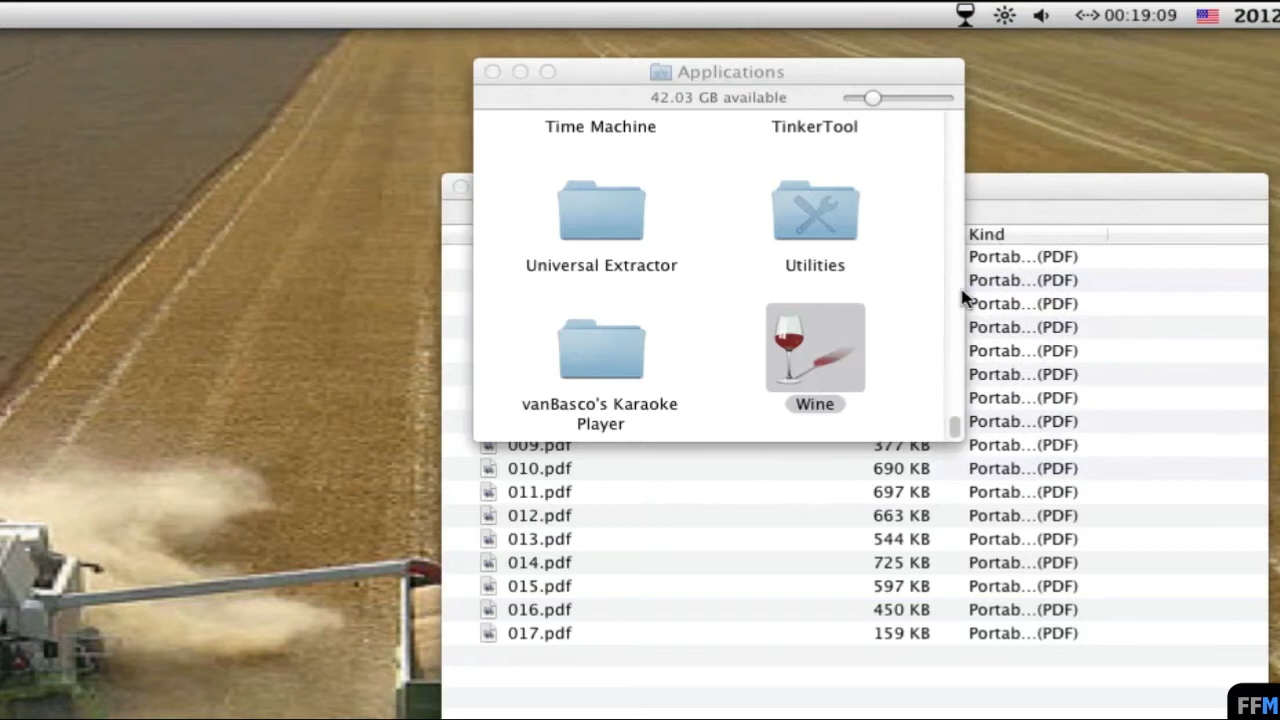 00:19:09 2012
Applications
42.03 GB available
Time Machine TinkerTool
Universal Extractor Utilities
vanBasco's Karaoke
Player
Wine
Kind
Portab...(PDF)
Portab...(PDF)
Portab...(PDF)
Portab...(PDF)
Portab...(PDF)
Portab...(PDF)
Portab...(PDF)
Portab...(PDF)
009.pdf 377 KB Portab...(PDF)
010.pdf 690 KB Portab...(PDF)
011.pdf 697 KB Portab...(PDF)
012.pdf 663 KB Portab...(PDF)
013.pdf 544 KB Portab...(PDF)
014.pdf 725 KB Portab...(PDF)
015.pdf 597 KB Portab...(PDF)
016.pdf 450 KB Portab...(PDF)
017.pdf 159 KB Portab...(PDF)
FFM